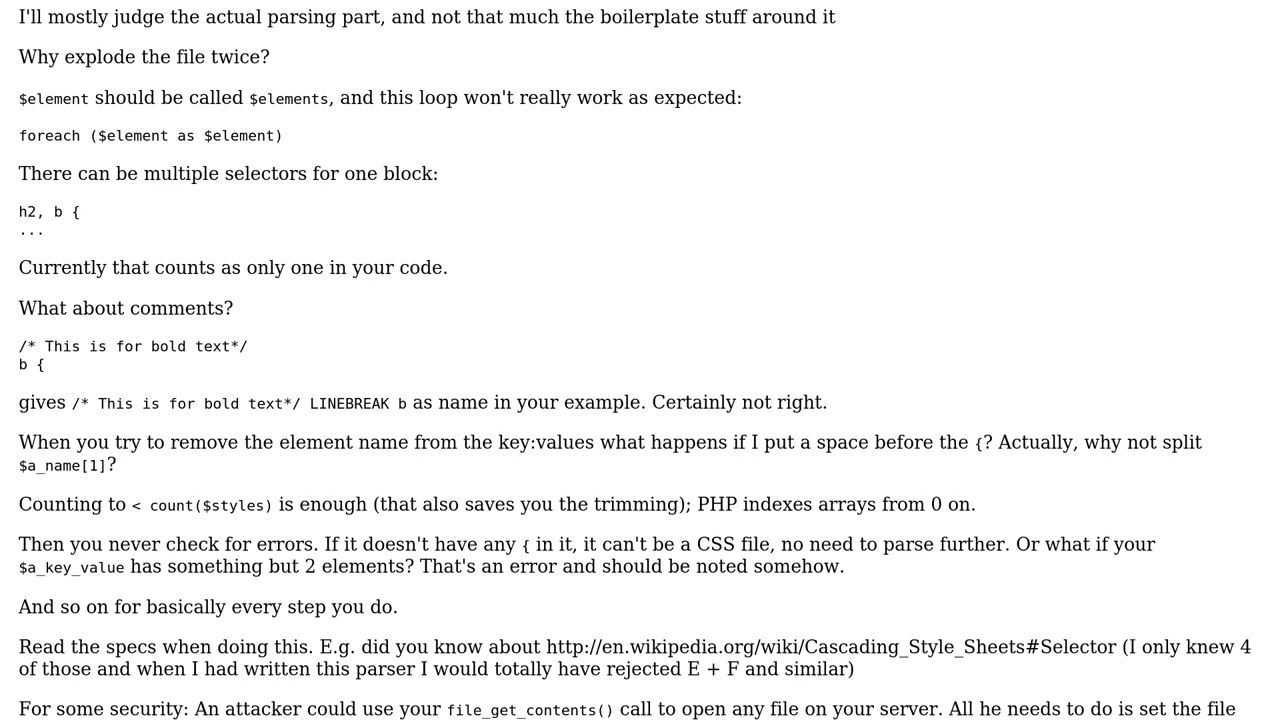 I'll mostly judge the actual parsing part, and not that much the boilerplate stuff around it
Why explode the file twice?
$element should be called $elements, and this loop won't really work as expected:
foreach ($element as $element)
There can be multiple selectors for one block:
h2, b {
...
Currently that counts as only one in your code.
What about comments?
/* This is for bold text*/
b {
gives /* This is for bold text*/ LINEBREAK b as name in your example. Certainly not right.
When you try to remove the element name from the key:values what happens if I put a space before the {? Actually, why not split
$a_name[1]?
Counting to < count($styles) is enough (that also saves you the trimming); PHP indexes arrays from 0 on.
Then you never check for errors. If it doesn't have any { in it, it can't be a CSS file, no need to parse further. Or what if your
$a_key_value has something but 2 elements? That's an error and should be noted somehow.
And so on for basically every step you do.
Read the specs when doing this. E.g. did you know about http://en.wikipedia.org/wiki/Cascading_Style_Sheets#Selector (I only knew 4
of those and when I had written this parser I would totally have rejected E + F and similar)
For some security: An attacker could use your file_get_contents() call to open any file on your server. All he needs to do is set the file